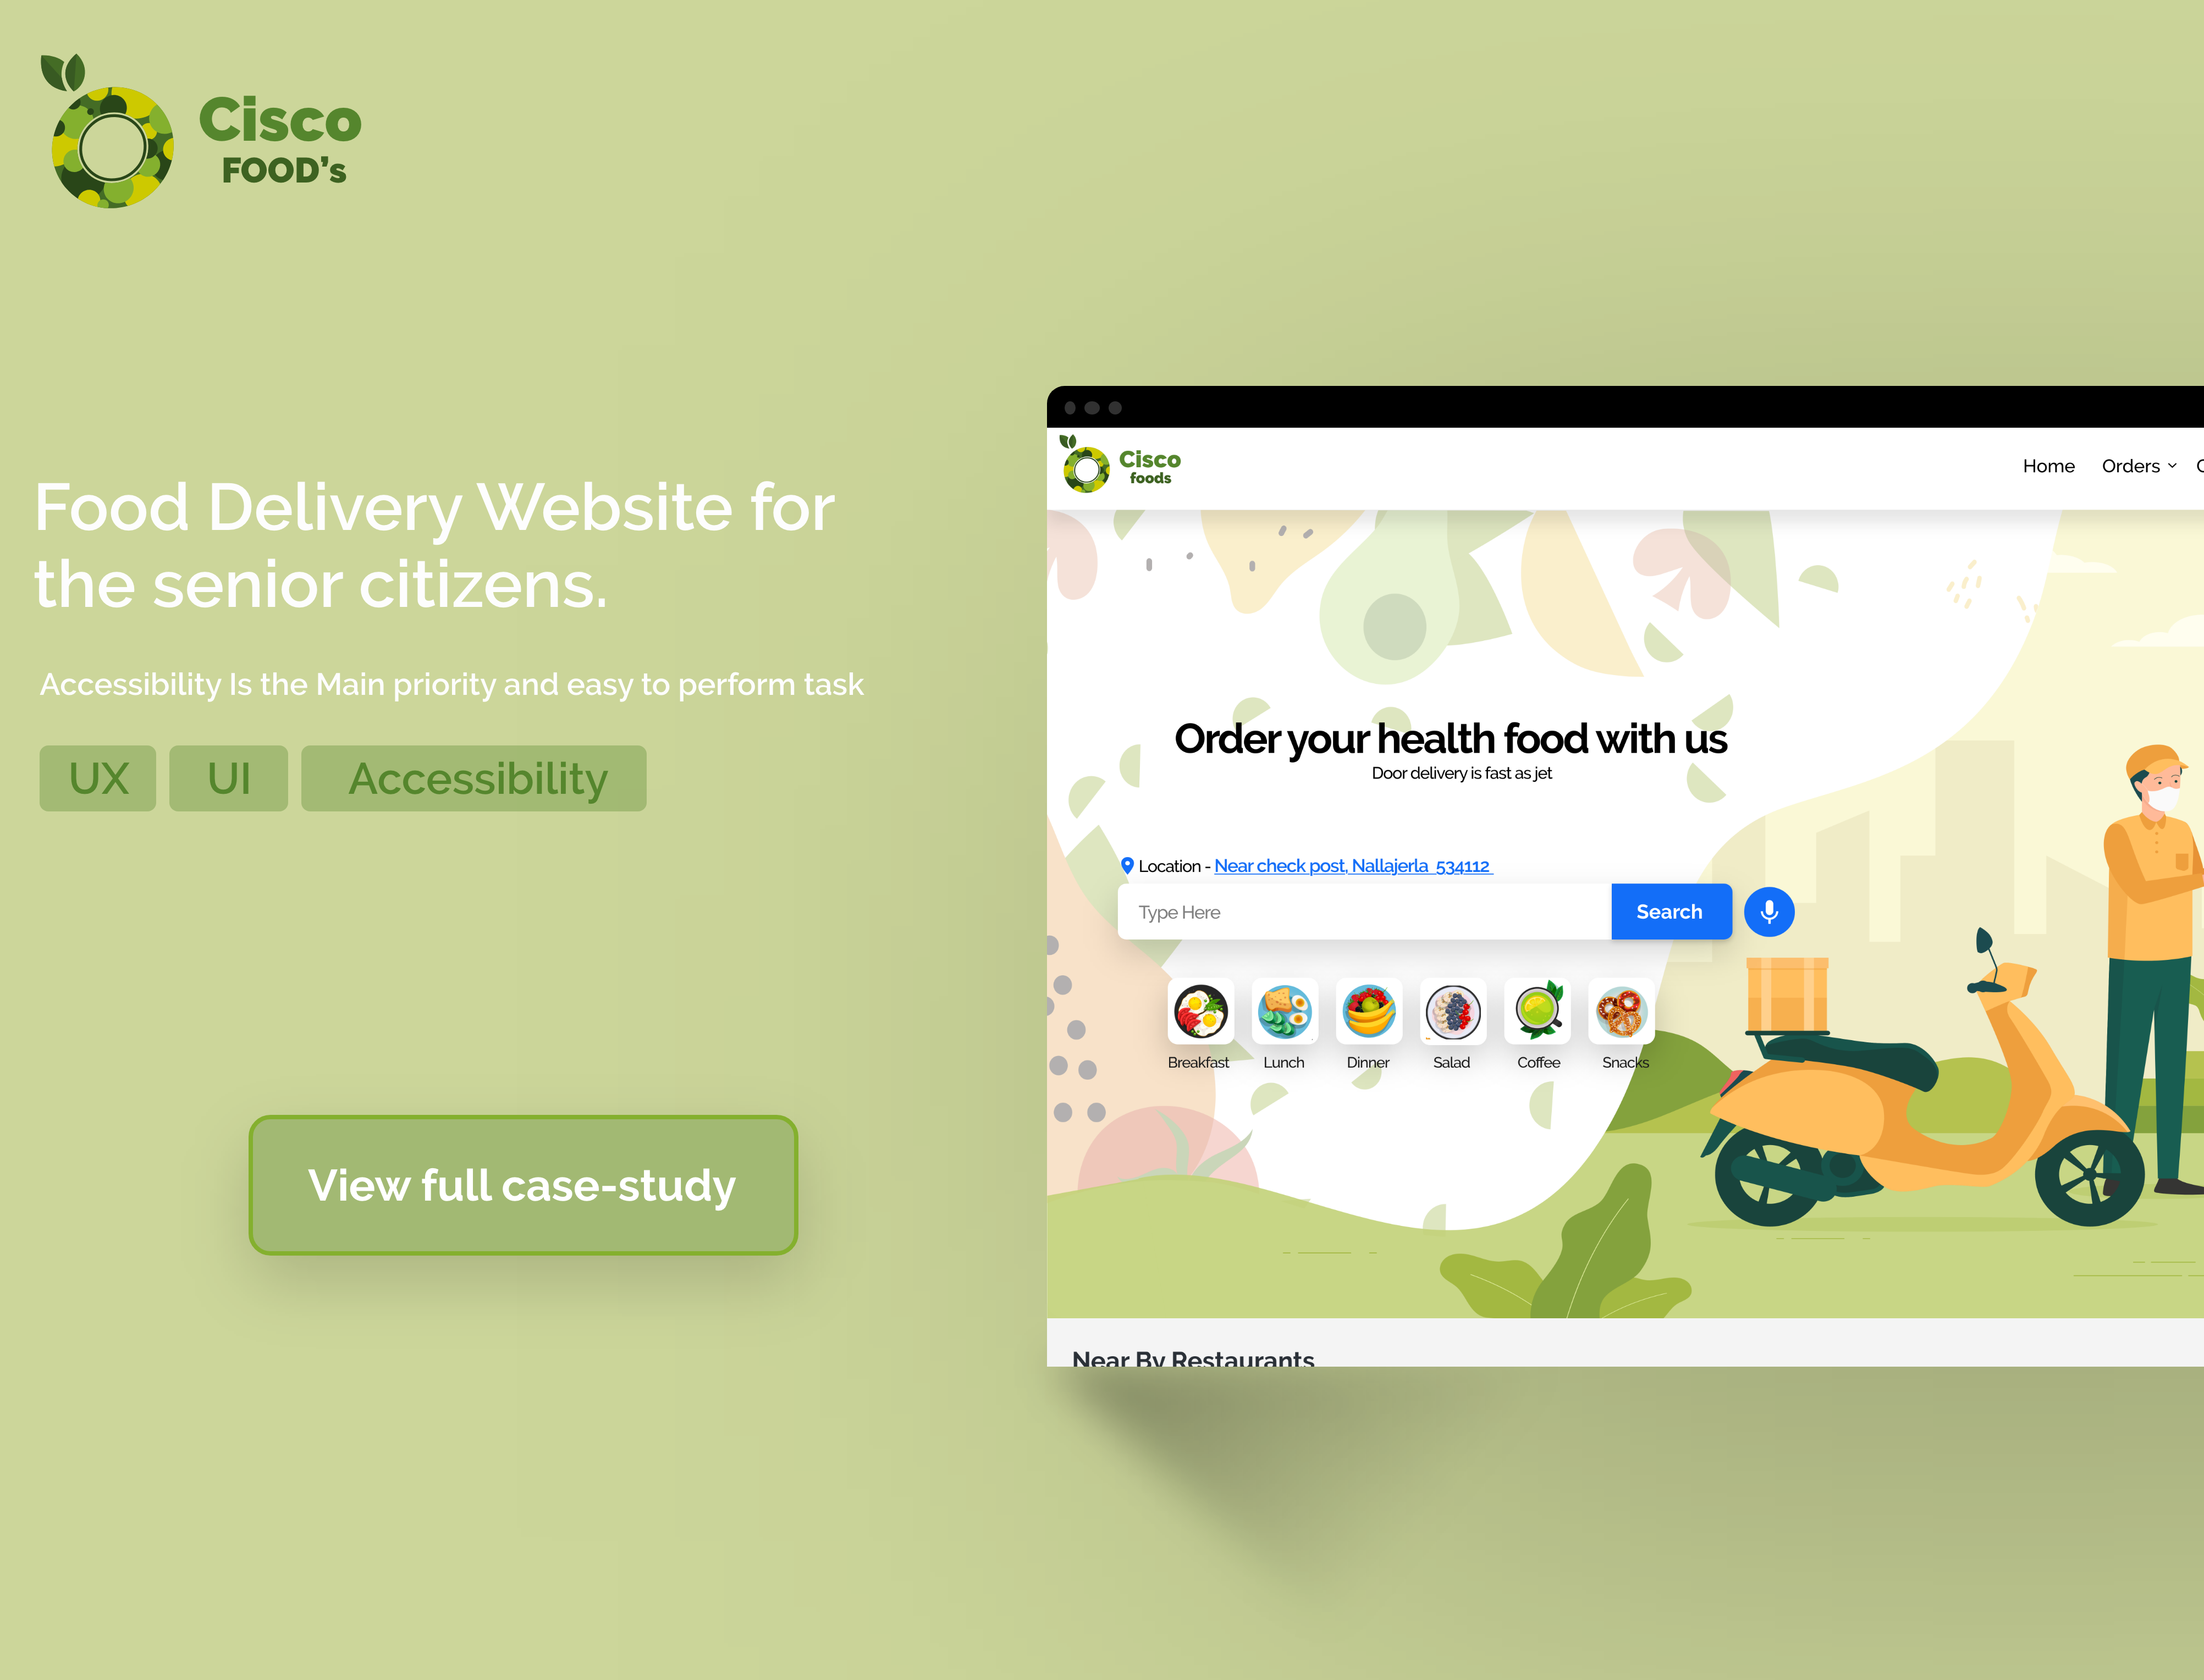 Cisco
FOOD's
Food Delivery Website for
the senior citizens.
Accessibility Is the Main priority and easy to perform task
UX UI Accessibility
View full case-study
Cisco
foods
Home Orders
Order your health food with us
Door delivery is fast as jet
Location - Near check post, Nallajerla 534112
Type Here Search
Breakfast Lunch Dinner Salad Coffee Snacks
Near By Restaurants